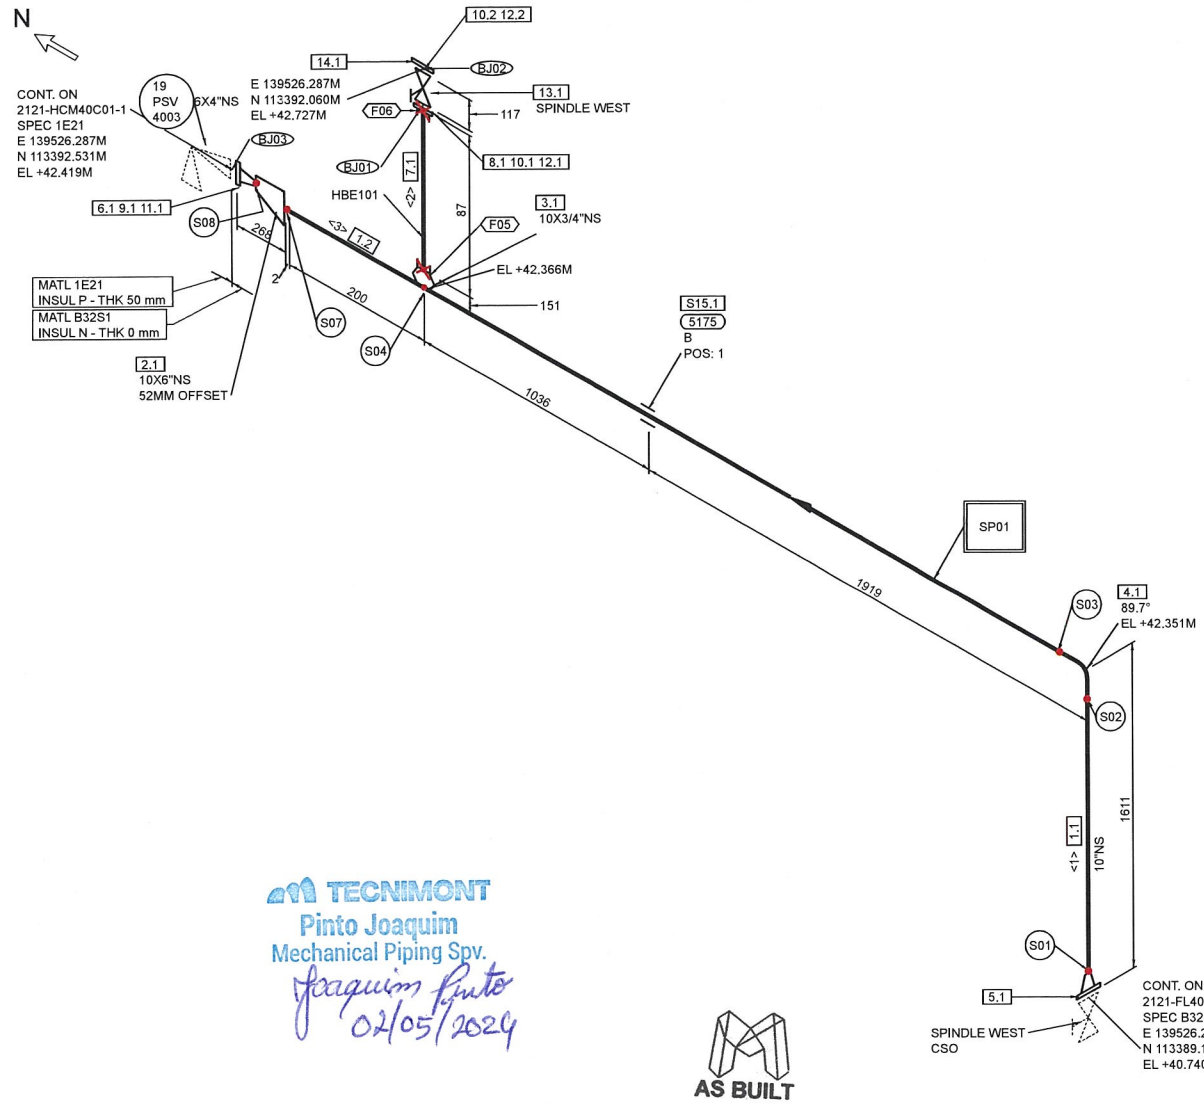 N
10.2 12.2
14.1
BJ02
E 139526.287M
N 113392.060M
EL +42.727M
13.1
SPINDLE WEST
117
F06
19
PSV
4003
6X4"NS
CONT. ON
2121-HCM40C01-1
SPEC 1E21
E 139526.287M
N 113392.531M
EL +42.419M
BJ03
BJ01
8.1 10.1 12.1
<2> 7.1
HBE101
87
3.1
10X3/4"NS
F05
6.1 9.1 11.1
S08
268
<3> 1.2
EL +42.366M
2
MATL 1E21
INSUL P - THK 50 mm
MATL B32S1
INSUL N - THK 0 mm
200
151
S07
S04
S15.1
5175
B
POS: 1
2.1
10X6"NS
52MM OFFSET
1036
SP01
1919
S03
4.1
89.7°
EL +42.351M
S02
1611
<1> 1.1
10"NS
S01
5.1
SPINDLE WEST
CSO
CONT. ON
2121-FL40
SPEC B32
E 139526.2
N 113389.1
EL +40.740
TECNIMONT
Pinto Joaquim
Mechanical Piping Spv.
Joaquim Pinto
02/05/2024
AS BUILT